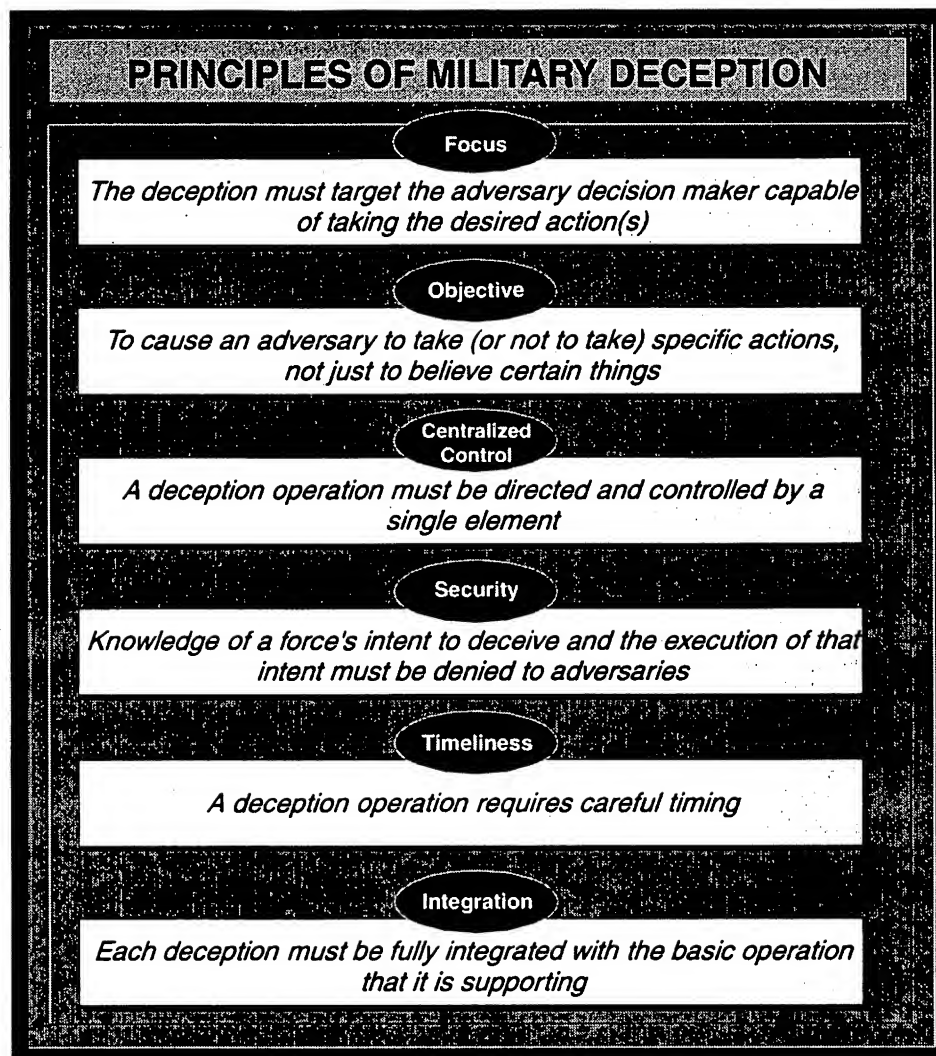 PRINCIPLES OF MILITARY DECEPTION
Focus
The deception must target the adversary decision maker capable
of taking the desired action(s)
Objective
To cause an adversary to take (or not to take) specific actions,
not just to believe certain things
Centralized
Control
A deception operation must be directed and controlled by a
single element
Security
Knowledge of a force's intent to deceive and the execution of that
intent must be denied to adversaries
Timeliness
A deception operation requires careful timing
Integration
Each deception must be fully integrated with the basic operation
that it is supporting